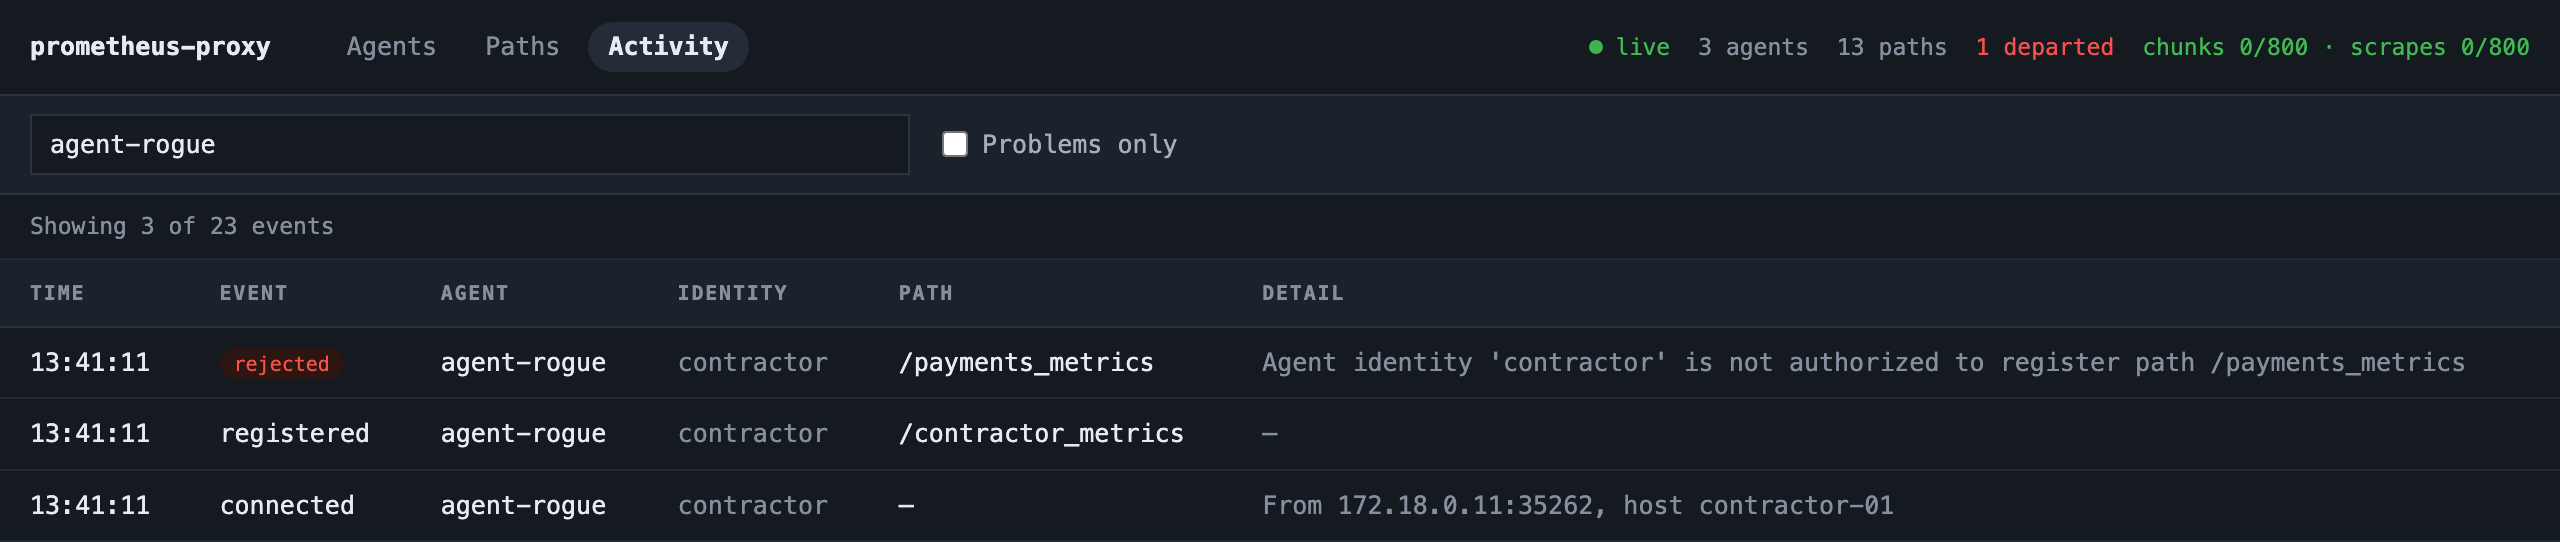 prometheus-proxy Agents Paths Activity ● live 3 agents 13 paths 1 departed chunks 0/800 · scrapes 0/800
agent-rogue Problems only
Showing 3 of 23 events
TIME EVENT AGENT IDENTITY PATH DETAIL
13:41:11 rejected agent-rogue contractor /payments_metrics Agent identity 'contractor' is not authorized to register path /payments_metrics
13:41:11 registered agent-rogue contractor /contractor_metrics —
13:41:11 connected agent-rogue contractor — From 172.18.0.11:35262, host contractor-01